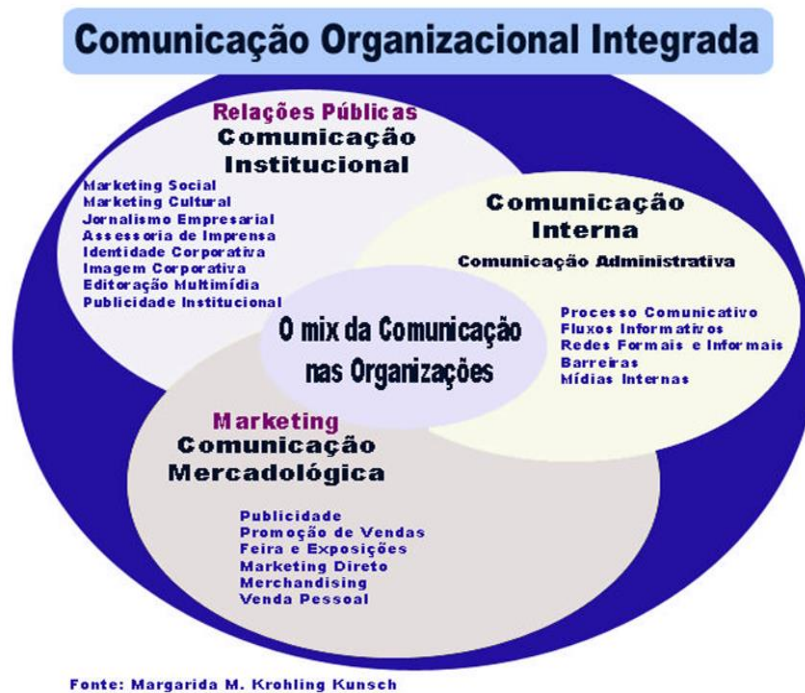 Comunicação Organizacional Integrada
Relações Públicas
Comunicação
Institucional
Marketing Social
Marketing Cultural
Jornalismo Empresarial
Assessoria de Imprensa
Identidade Corporativa
Imagem Corporativa
Editoração Multimídia
Publicidade Institucional
Comunicação
Interna
Comunicação Administrativa
Processo Comunicativo
Fluxos Informativos
Redes Formais e Informais
Barreiras
Mídias Internas
O mix da Comunicação
nas Organizações
Marketing
Comunicação
Mercadológica
Publicidade
Promoção de Vendas
Feira e Exposições
Marketing Direto
Merchandising
Venda Pessoal
Fonte: Margarida M. Krohling Kunsch